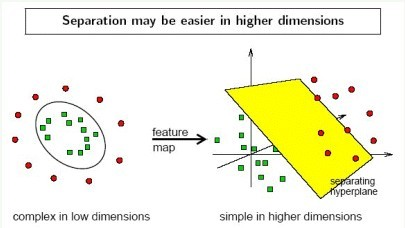 Separation may be easier in higher dimensions
feature
map
separating
hyperplane
complex in low dimensions
simple in higher dimensions